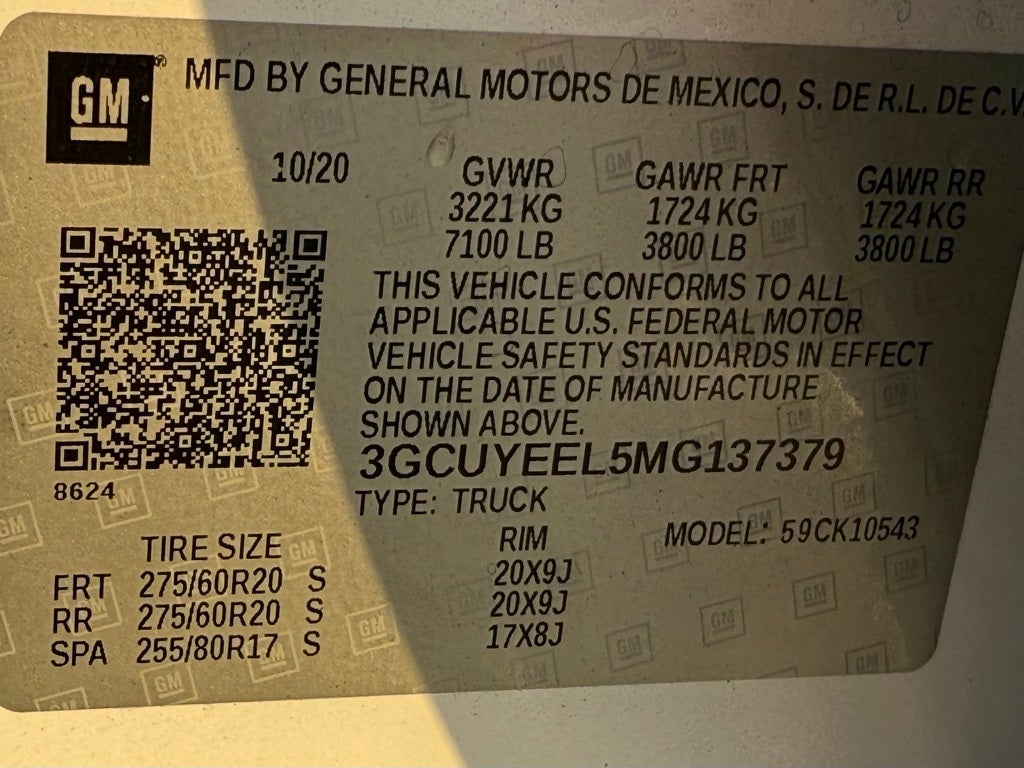 GM ® MFD BY GENERAL MOTORS DE MEXICO, S. DE R.L. DE C.V
10/20 GVWR GAWR FRT GAWR RR
3221 KG 1724 KG 1724 KG
7100 LB 3800 LB 3800 LB
THIS VEHICLE CONFORMS TO ALL
APPLICABLE U.S. FEDERAL MOTOR
VEHICLE SAFETY STANDARDS IN EFFECT
ON THE DATE OF MANUFACTURE
SHOWN ABOVE.
3GCUYEEL5MG137379
8624
TYPE: TRUCK
MODEL: 59CK10543
TIRE SIZE RIM
FRT 275/60R20 S 20X9J
RR 275/60R20 S 20X9J
SPA 255/80R17 S 17X8J